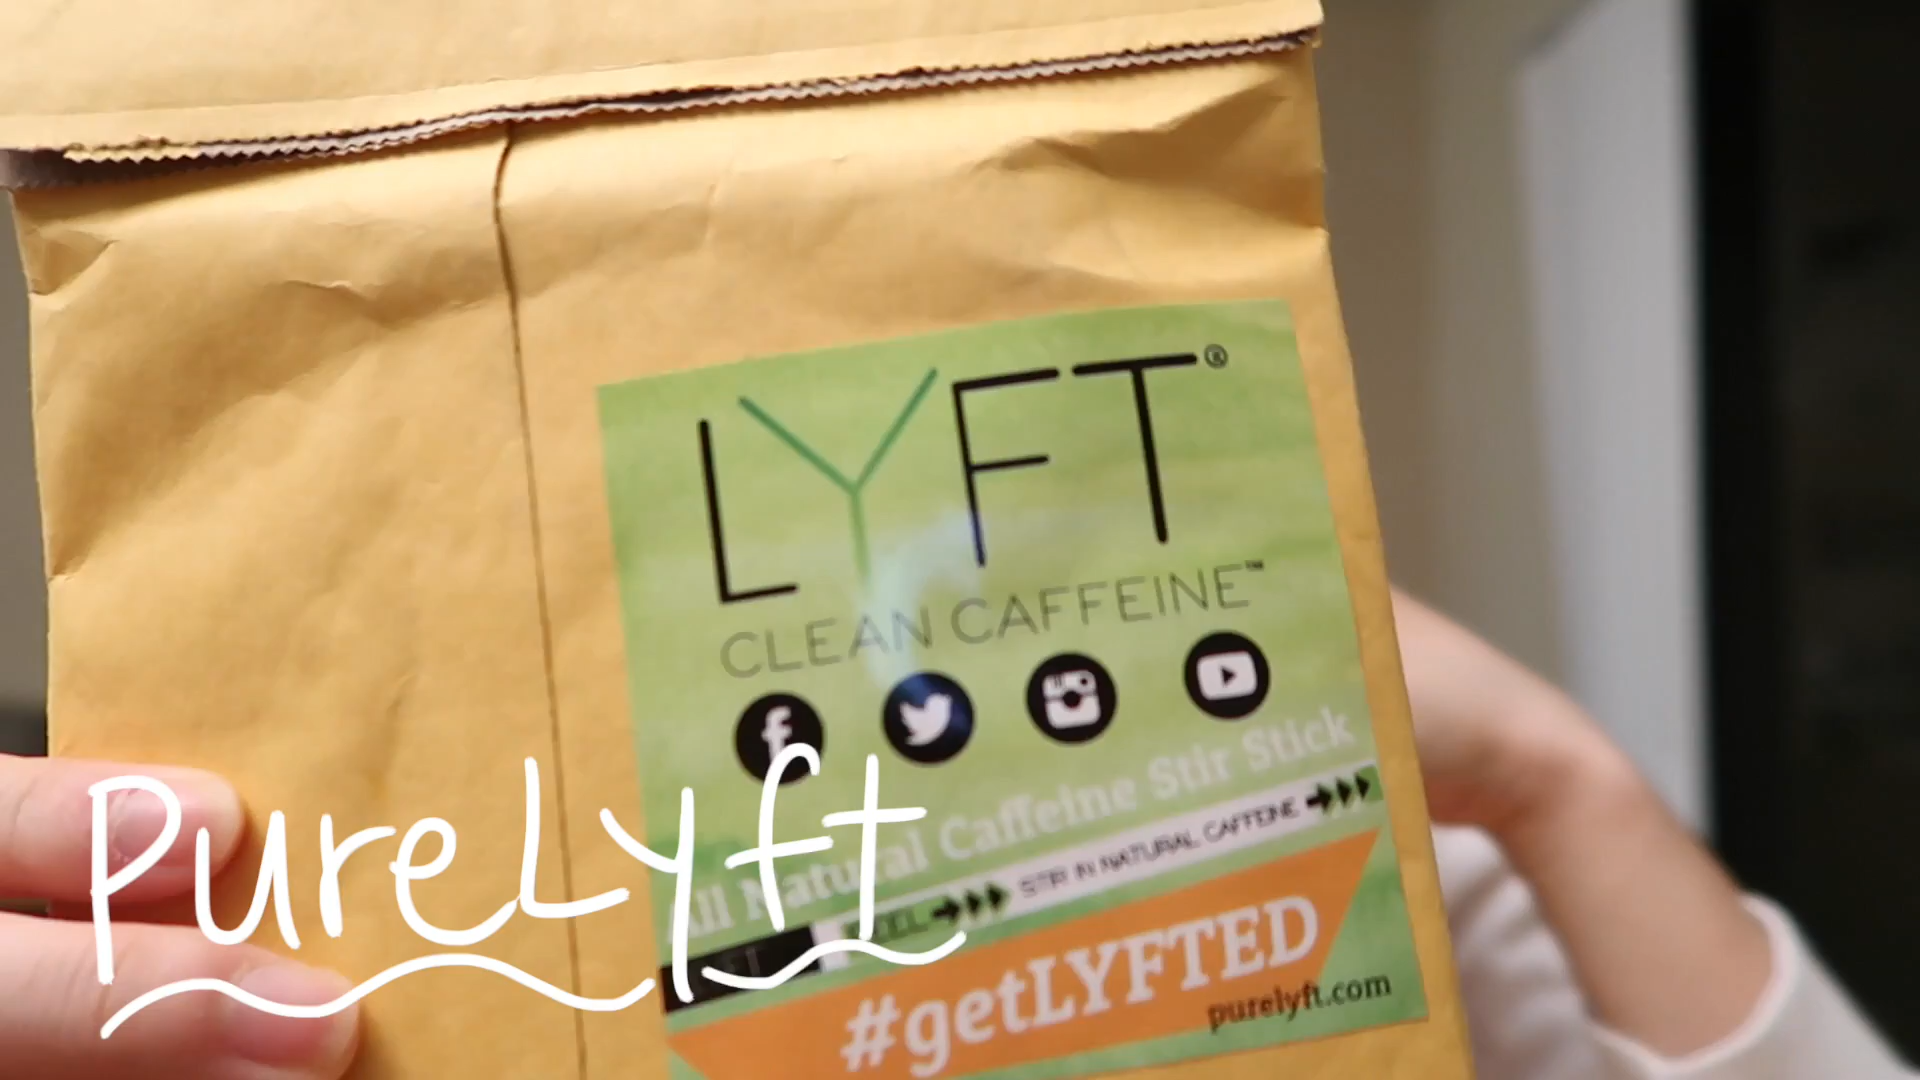 LYFT®
CLEAN CAFFEINE™
All Natural Caffeine Stir Stick
STIR IN NATURAL CAFFEINE
#getLYFTED
purelyft.com
PureLyft